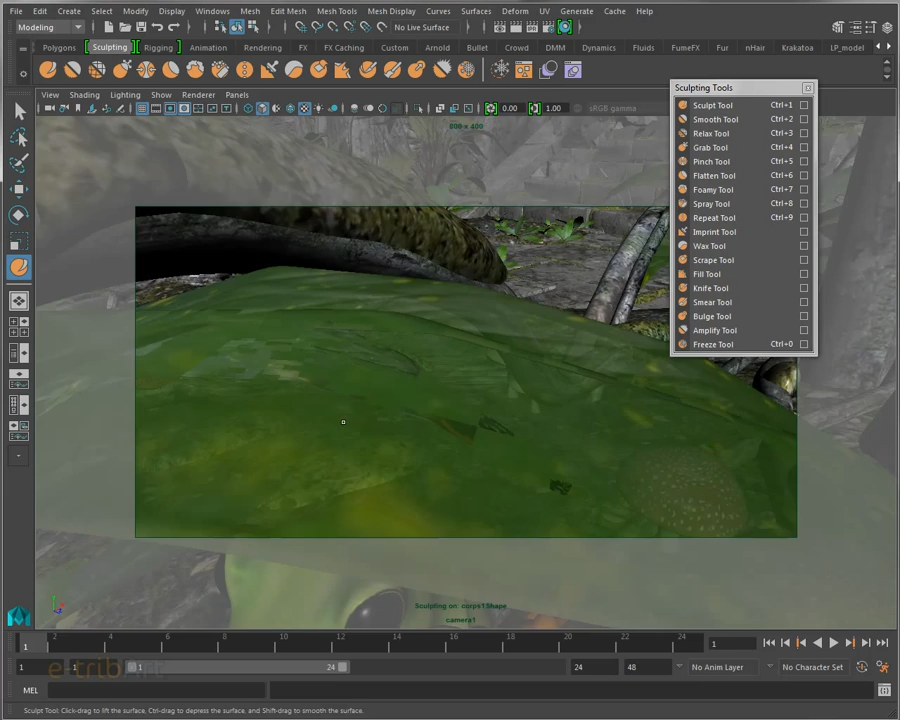 File Edit Create Select Modify Display Windows Mesh Edit Mesh Mesh Tools Mesh Display Curves Surfaces Deform UV Generate Cache Help
Modeling No Live Surface
Polygons Sculpting Rigging Animation Rendering FX FX Caching Custom Arnold Bullet Crowd DMM Dynamics Fluids FumeFX Fur nHair Krakatoa LP_model
View Shading Lighting Show Renderer Panels
0.00 1.00 sRGB gamma
800 x 400
Sculpting Tools
Sculpt Tool Ctrl+1
Smooth Tool Ctrl+2
Relax Tool Ctrl+3
Grab Tool Ctrl+4
Pinch Tool Ctrl+5
Flatten Tool Ctrl+6
Foamy Tool Ctrl+7
Spray Tool Ctrl+8
Repeat Tool Ctrl+9
Imprint Tool
Wax Tool
Scrape Tool
Fill Tool
Knife Tool
Smear Tool
Bulge Tool
Amplify Tool
Freeze Tool Ctrl+0
Sculpting on: corps1Shape
camera1
1 2 4 6 8 10 12 14 16 18 20 22 24 1
1 1 1 24 24 48 No Anim Layer No Character Set
MEL
Sculpt Tool: Click-drag to lift the surface, Ctrl-drag to depress the surface, and Shift-drag to smooth the surface.